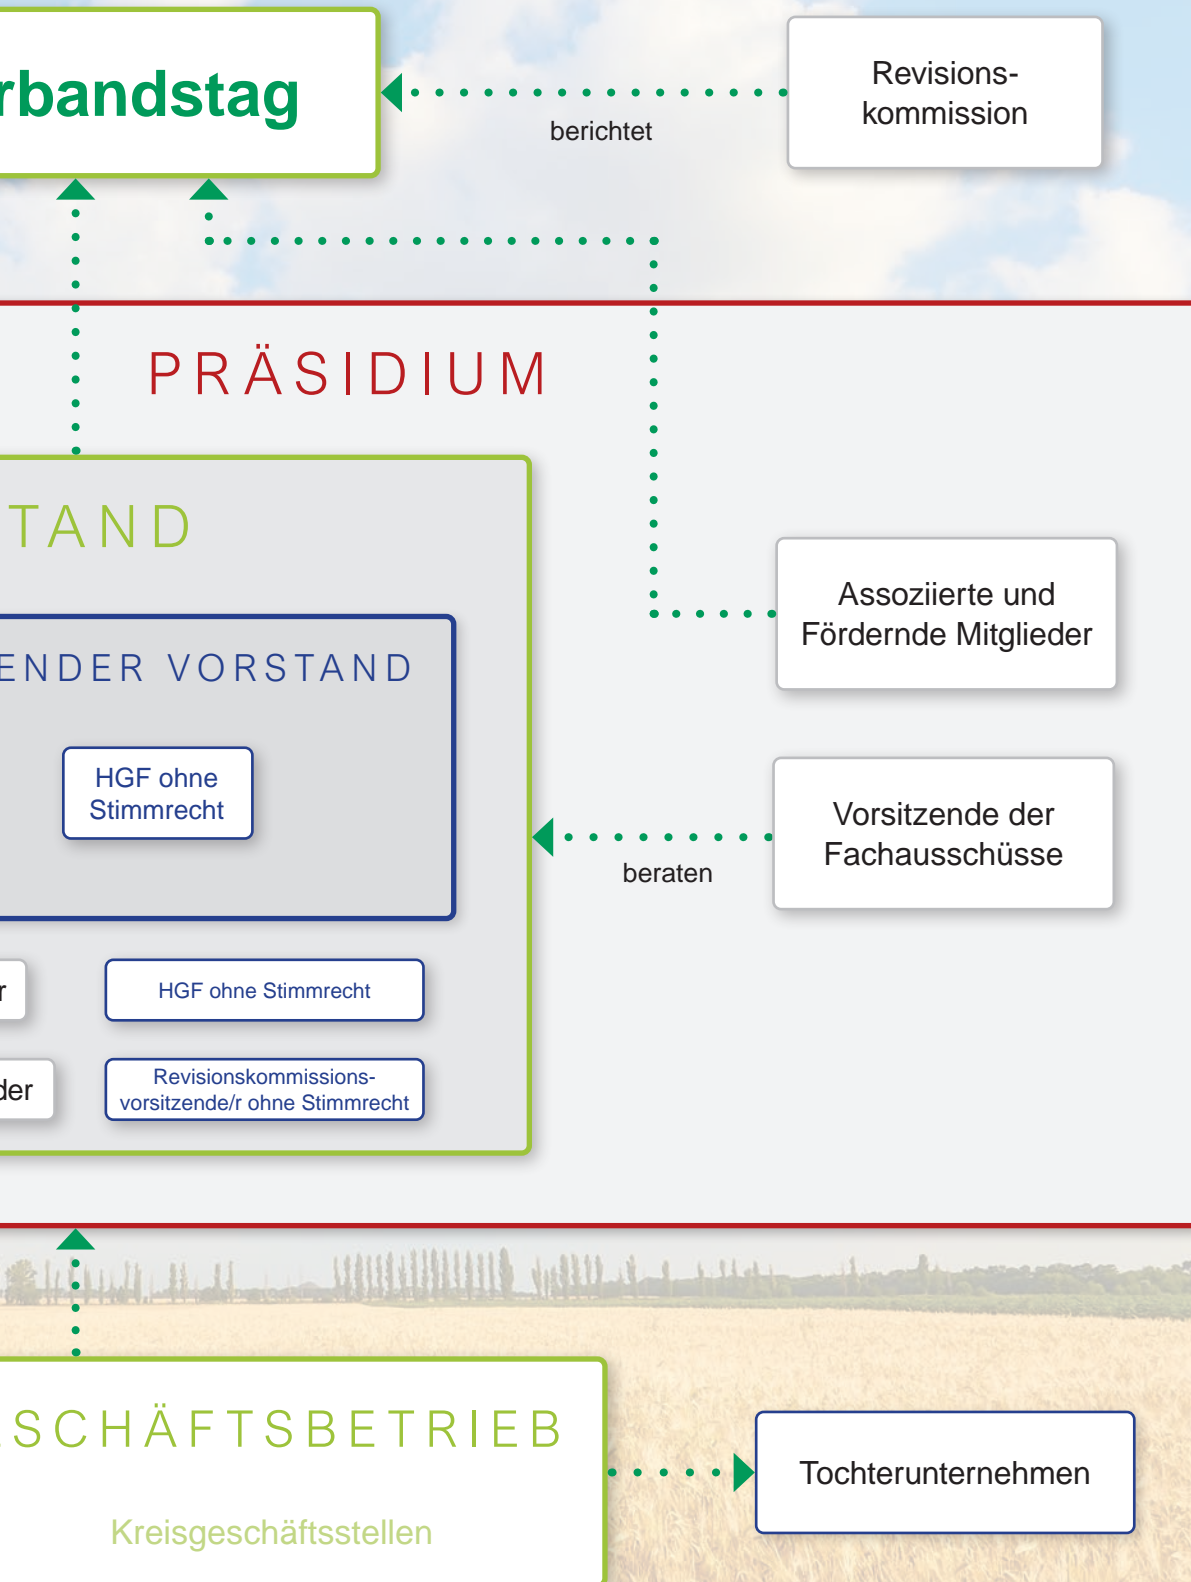 rbandstag
Revisions-
kommission
berichtet
PRÄSIDIUM
TAND
Assoziierte und
Fördernde Mitglieder
ENDER VORSTAND
HGF ohne
Stimmrecht
Vorsitzende der
Fachausschüsse
beraten
r
HGF ohne Stimmrecht
der
Revisionskommissions-
vorsitzende/r ohne Stimmrecht
SCHÄFTSBETRIEB
Tochterunternehmen
Kreisgeschäftsstellen